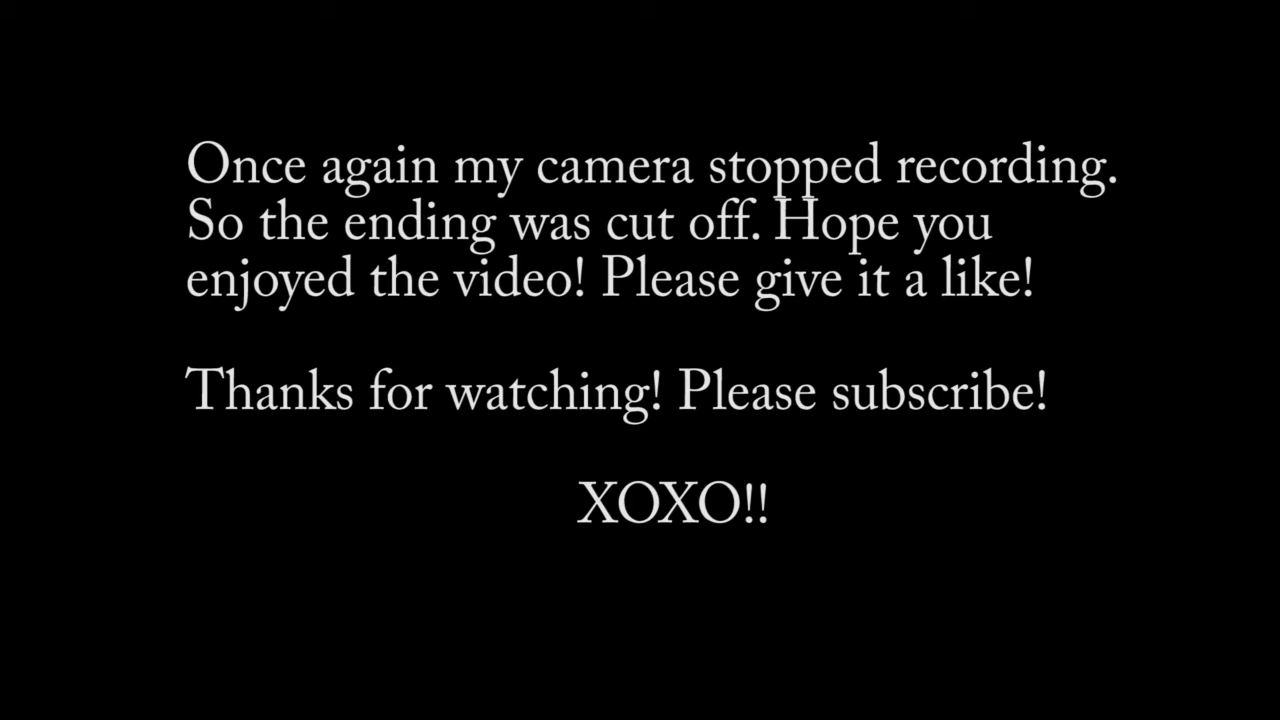 Once again my camera stopped recording.
So the ending was cut off. Hope you
enjoyed the video! Please give it a like!
Thanks for watching! Please subscribe!
XOXO!!